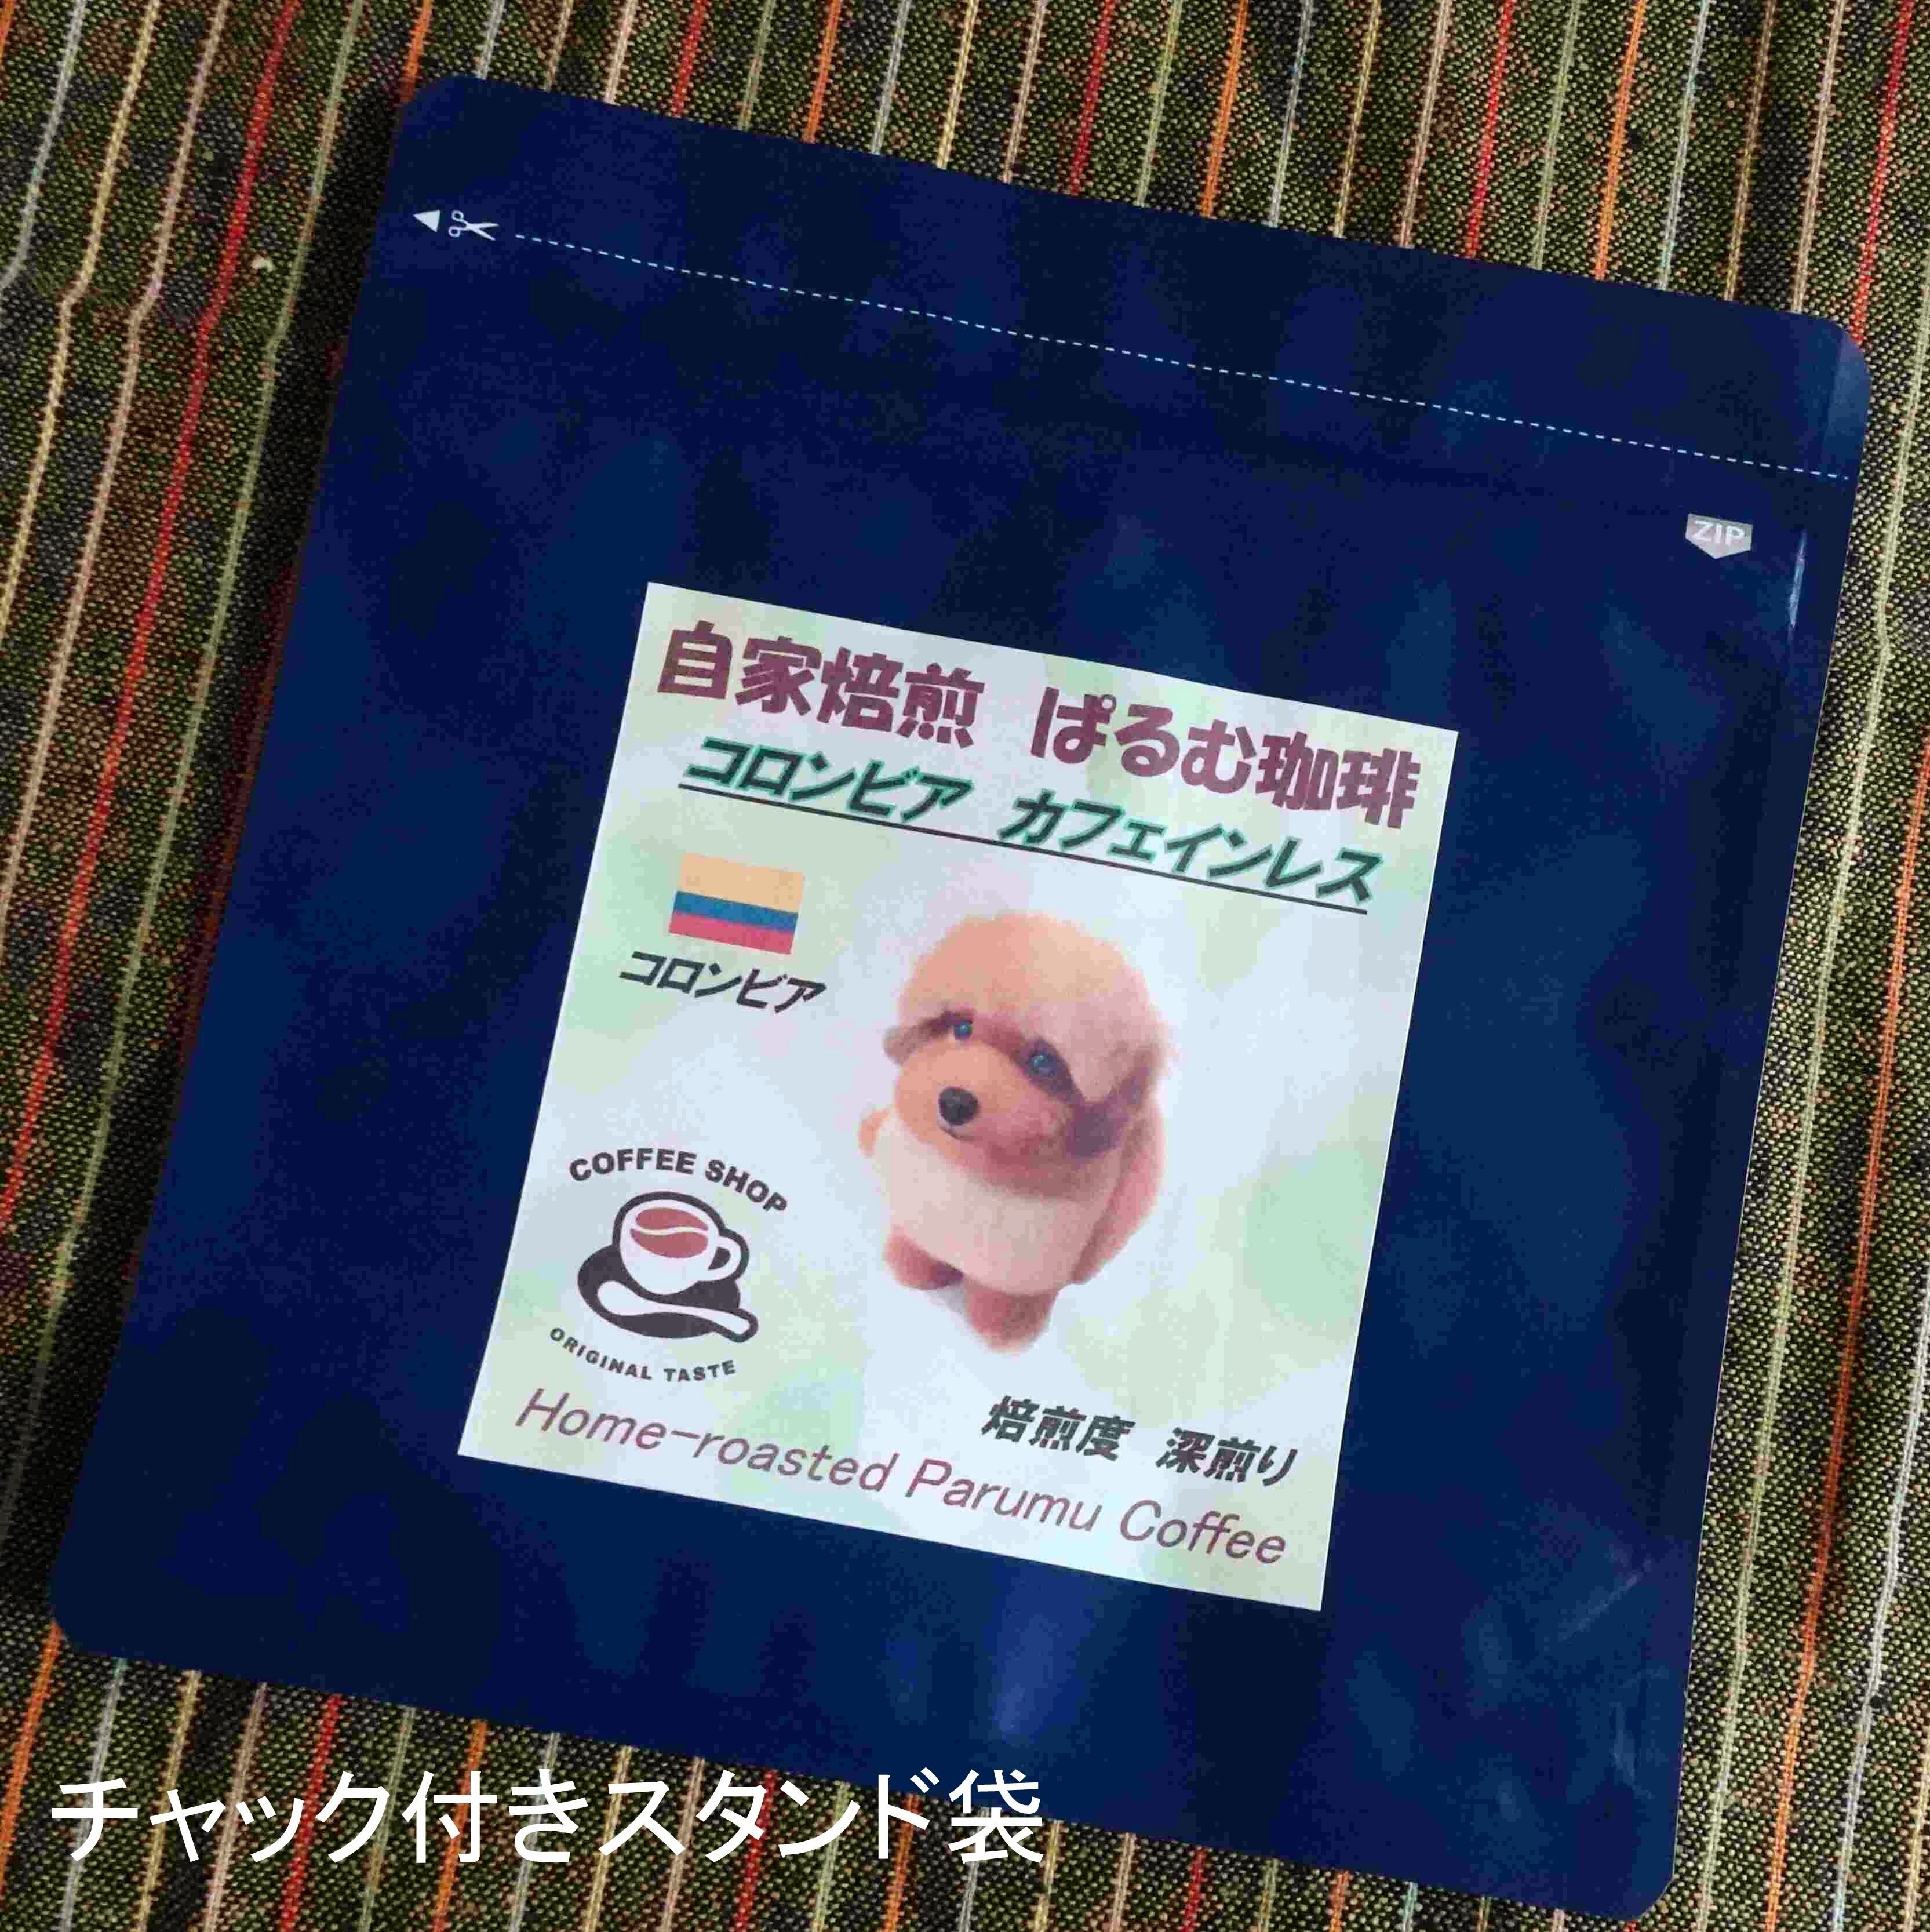 ZIP
自家焙煎 ぱるむ珈琲
コロンビア カフェインレス
コロンビア
COFFEE SHOP
ORIGINAL TASTE
焙煎度 深煎り
Home-roasted Parumu Coffee
チャック付きスタンド袋